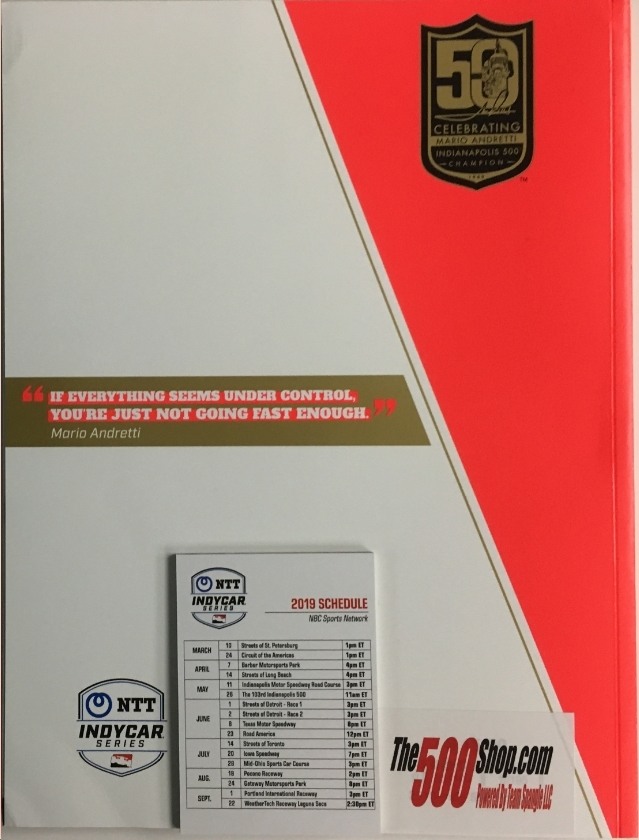 50
CELEBRATING
MARIO ANDRETTI
INDIANAPOLIS 500
CHAMPION
1969
TM
“ IF EVERYTHING SEEMS UNDER CONTROL,
YOU'RE JUST NOT GOING FAST ENOUGH. ”
Mario Andretti
NTT
INDYCAR
SERIES
2019 SCHEDULE
NBC Sports Network
MARCH 10 Streets of St. Petersburg 1pm ET
24 Circuit of the Americas 1pm ET
APRIL 7 Barber Motorsports Park 4pm ET
14 Streets of Long Beach 4pm ET
MAY 11 Indianapolis Motor Speedway Road Course 3pm ET
26 The 103rd Indianapolis 500 11am ET
JUNE 1 Streets of Detroit - Race 1 3pm ET
2 Streets of Detroit - Race 2 3pm ET
8 Texas Motor Speedway 8pm ET
23 Road America 12pm ET
JULY 14 Streets of Toronto 3pm ET
20 Iowa Speedway 7pm ET
28 Mid-Ohio Sports Car Course 3pm ET
AUG. 18 Pocono Raceway 2pm ET
24 Gateway Motorsports Park 8pm ET
SEPT. 1 Portland International Raceway 3pm ET
22 WeatherTech Raceway Laguna Seca 2:30pm ET
NTT
INDYCAR
SERIES
The500Shop.com
Powered By Team Spangle LLC